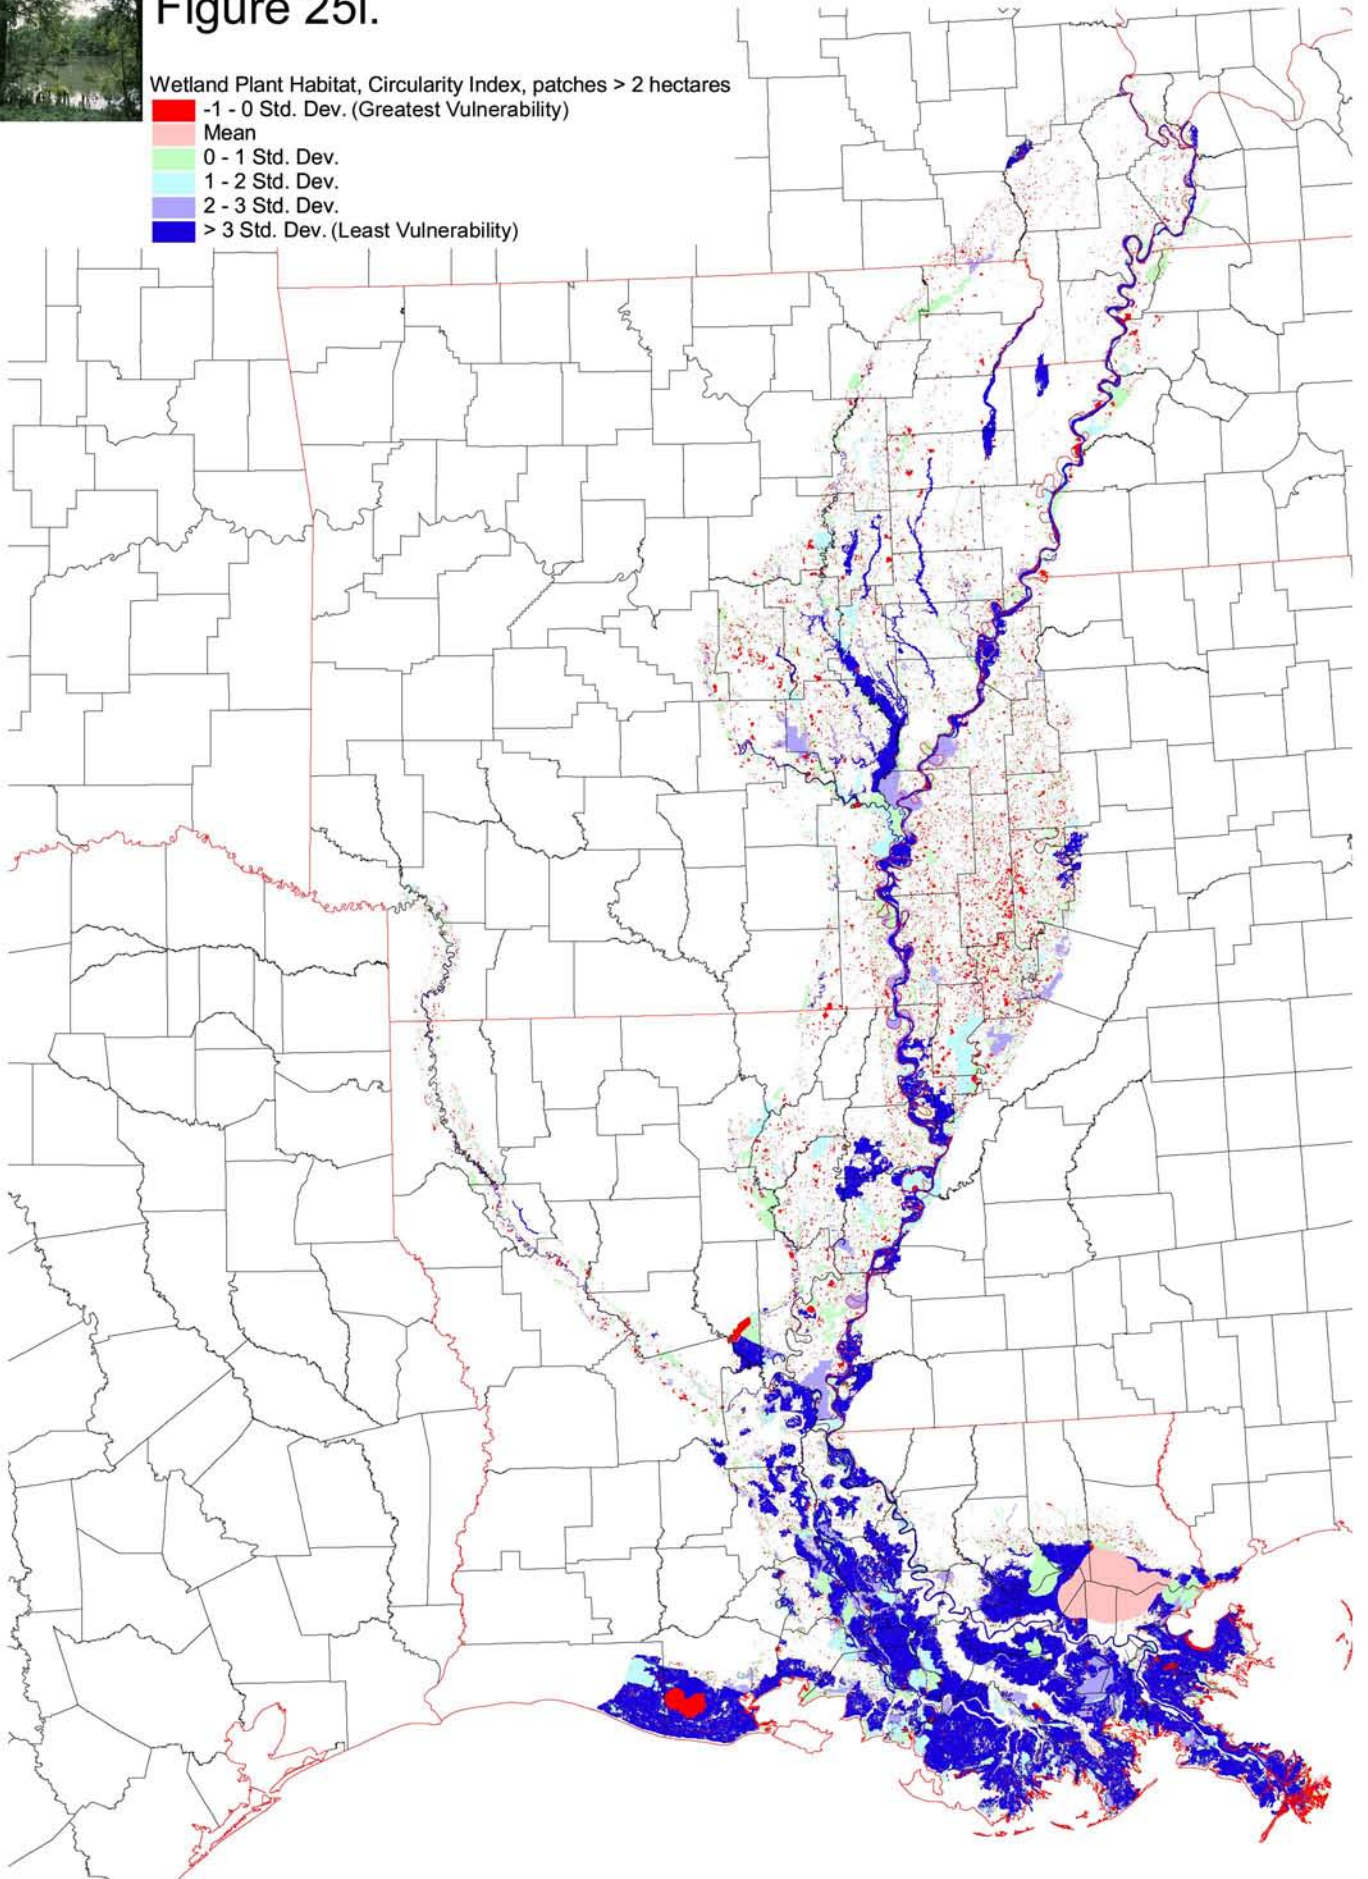 Figure 25i.
Wetland Plant Habitat, Circularity Index, patches > 2 hectares
-1 - 0 Std. Dev. (Greatest Vulnerability)
Mean
0 - 1 Std. Dev.
1 - 2 Std. Dev.
2 - 3 Std. Dev.
> 3 Std. Dev. (Least Vulnerability)